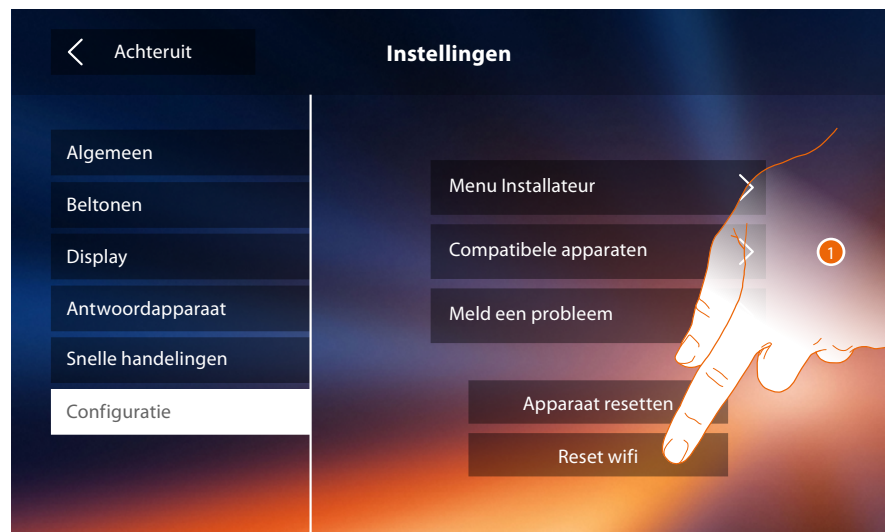 Achteruit
Instellingen
Algemeen
Beltonen
Display
Antwoordapparaat
Snelle handelingen
Configuratie
Menu Installateur
Compatibele apparaten
1
Meld een probleem
Apparaat resetten
Reset wifi